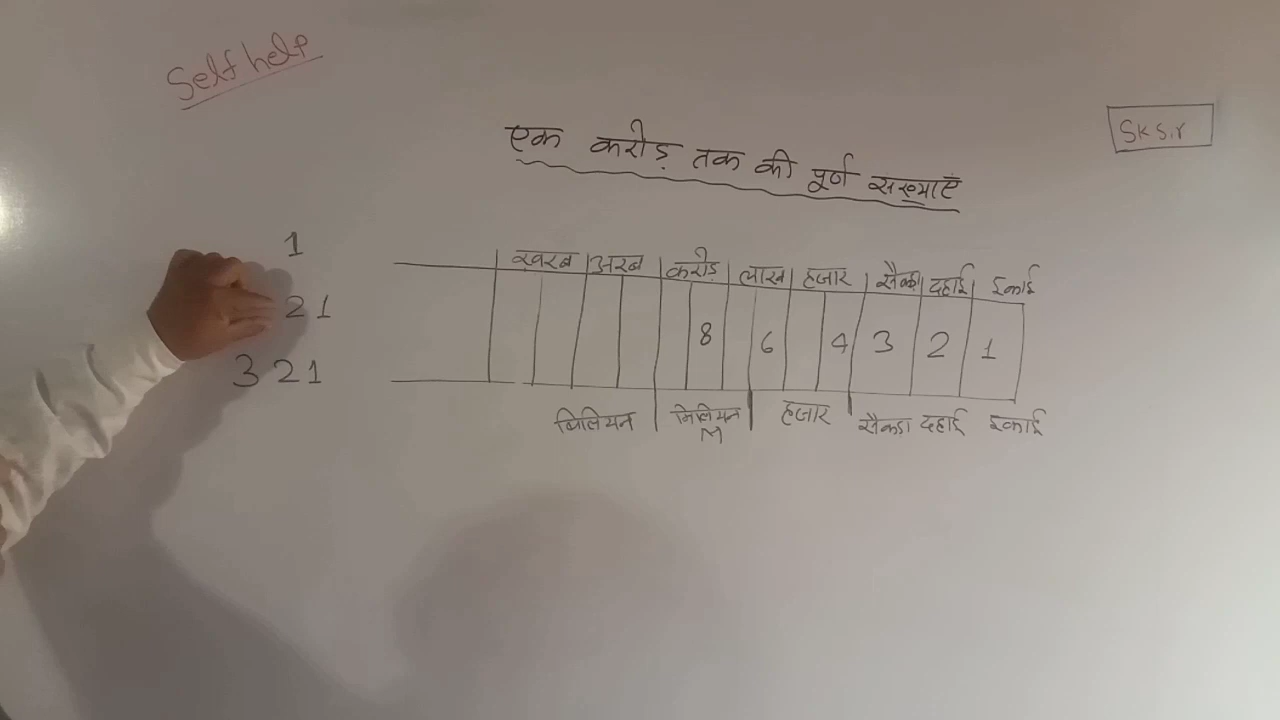 Self help
SK Sir
एक करोड़ तक की पूर्ण सख्याएं
1
21
321
खरब अरब करोड़ लाख हजार सैकड़ा दहाई इकाई
8 6 4 3 2 1
बिलियन मिलियन हजार सैकडा दहाई इकाई
M